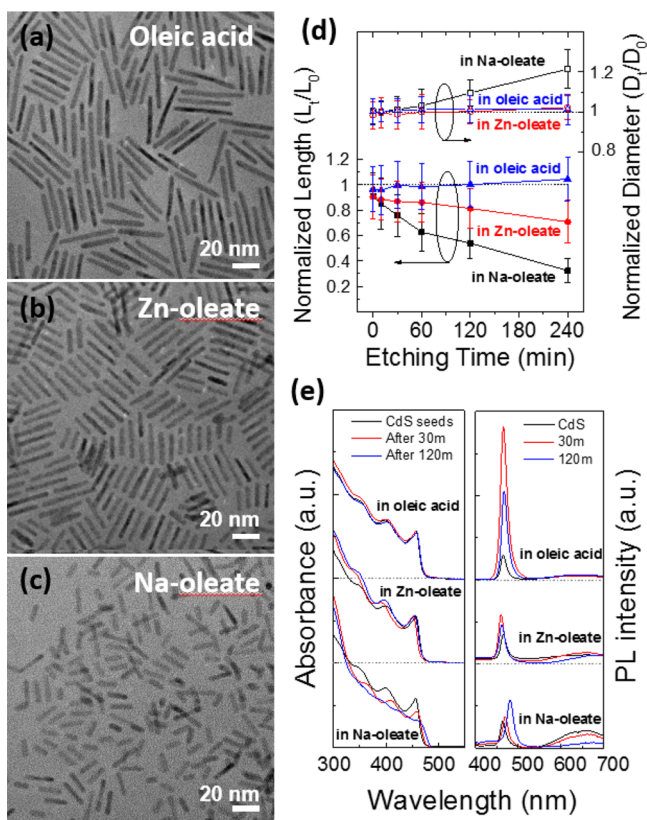 (a)
Oleic acid
20 nm
(b)
Zn-oleate
20 nm
(c)
Na-oleate
20 nm
(d)
Normalized Length (Lt/L0)
Normalized Diameter (Dt/D0)
in Na-oleate
in oleic acid
in Zn-oleate
in oleic acid
in Zn-oleate
in Na-oleate
1.2
1
0.8
1.2
1
0.8
0.6
0.4
0.2
0 60 120 180 240
Etching Time (min)
(e)
Absorbance (a.u.)
CdS seeds
After 30m
After 120m
in oleic acid
in Zn-oleate
in Na-oleate
300 400 500
PL intensity (a.u.)
CdS
30m
120m
in oleic acid
in Zn-oleate
in Na-oleate
400 500 600 700
Wavelength (nm)